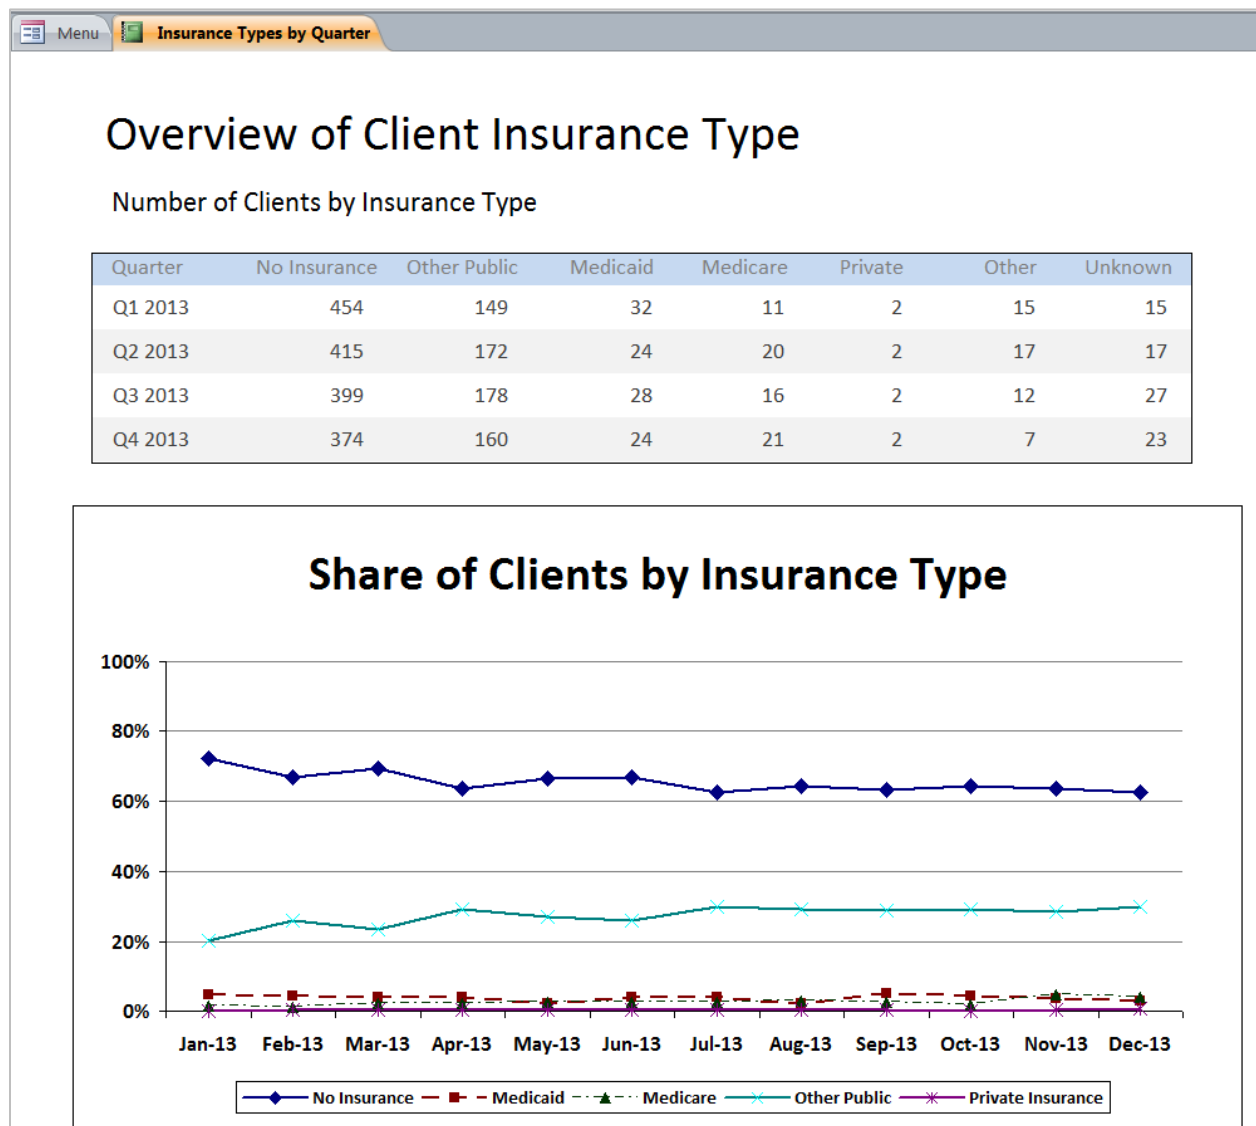 Menu Insurance Types by Quarter
Overview of Client Insurance Type
Number of Clients by Insurance Type
Quarter No Insurance Other Public Medicaid Medicare Private Other Unknown
Q1 2013 454 149 32 11 2 15 15
Q2 2013 415 172 24 20 2 17 17
Q3 2013 399 178 28 16 2 12 27
Q4 2013 374 160 24 21 2 7 23
Share of Clients by Insurance Type
100%
80%
60%
40%
20%
0%
Jan-13 Feb-13 Mar-13 Apr-13 May-13 Jun-13 Jul-13 Aug-13 Sep-13 Oct-13 Nov-13 Dec-13
No Insurance Medicaid Medicare Other Public Private Insurance